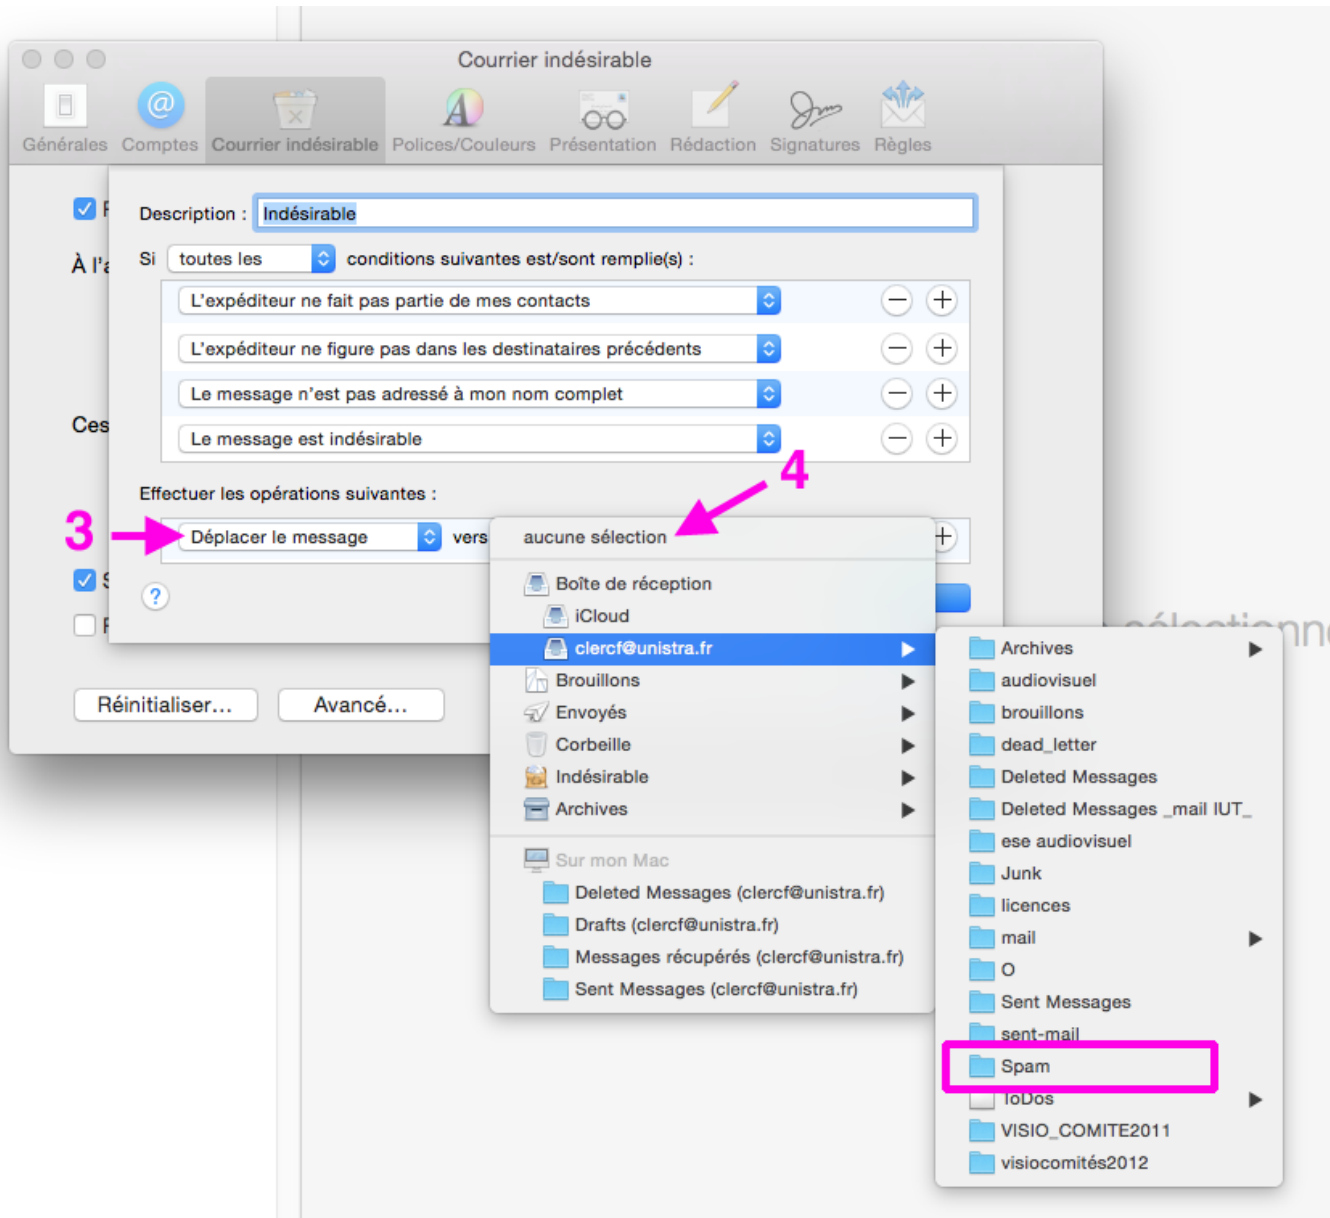 Courrier indésirable
Générales Comptes Courrier indésirable Polices/Couleurs Présentation Rédaction Signatures Règles
Description : Indésirable
À l'a
Si toutes les conditions suivantes est/sont remplie(s) :
L'expéditeur ne fait pas partie de mes contacts
L'expéditeur ne figure pas dans les destinataires précédents
Le message n'est pas adressé à mon nom complet
Ces
Le message est indésirable
4
Effectuer les opérations suivantes :
3
Déplacer le message vers
aucune sélection
Boîte de réception
iCloud
clercf@unistra.fr
Brouillons
Envoyés
Corbeille
Indésirable
Archives
Sur mon Mac
Deleted Messages (clercf@unistra.fr)
Drafts (clercf@unistra.fr)
Messages récupérés (clercf@unistra.fr)
Sent Messages (clercf@unistra.fr)
Réinitialiser... Avancé...
Archives
audiovisuel
brouillons
dead_letter
Deleted Messages
Deleted Messages _mail IUT_
ese audiovisuel
Junk
licences
mail
O
Sent Messages
sent-mail
Spam
ToDos
VISIO_COMITE2011
visiocomités2012